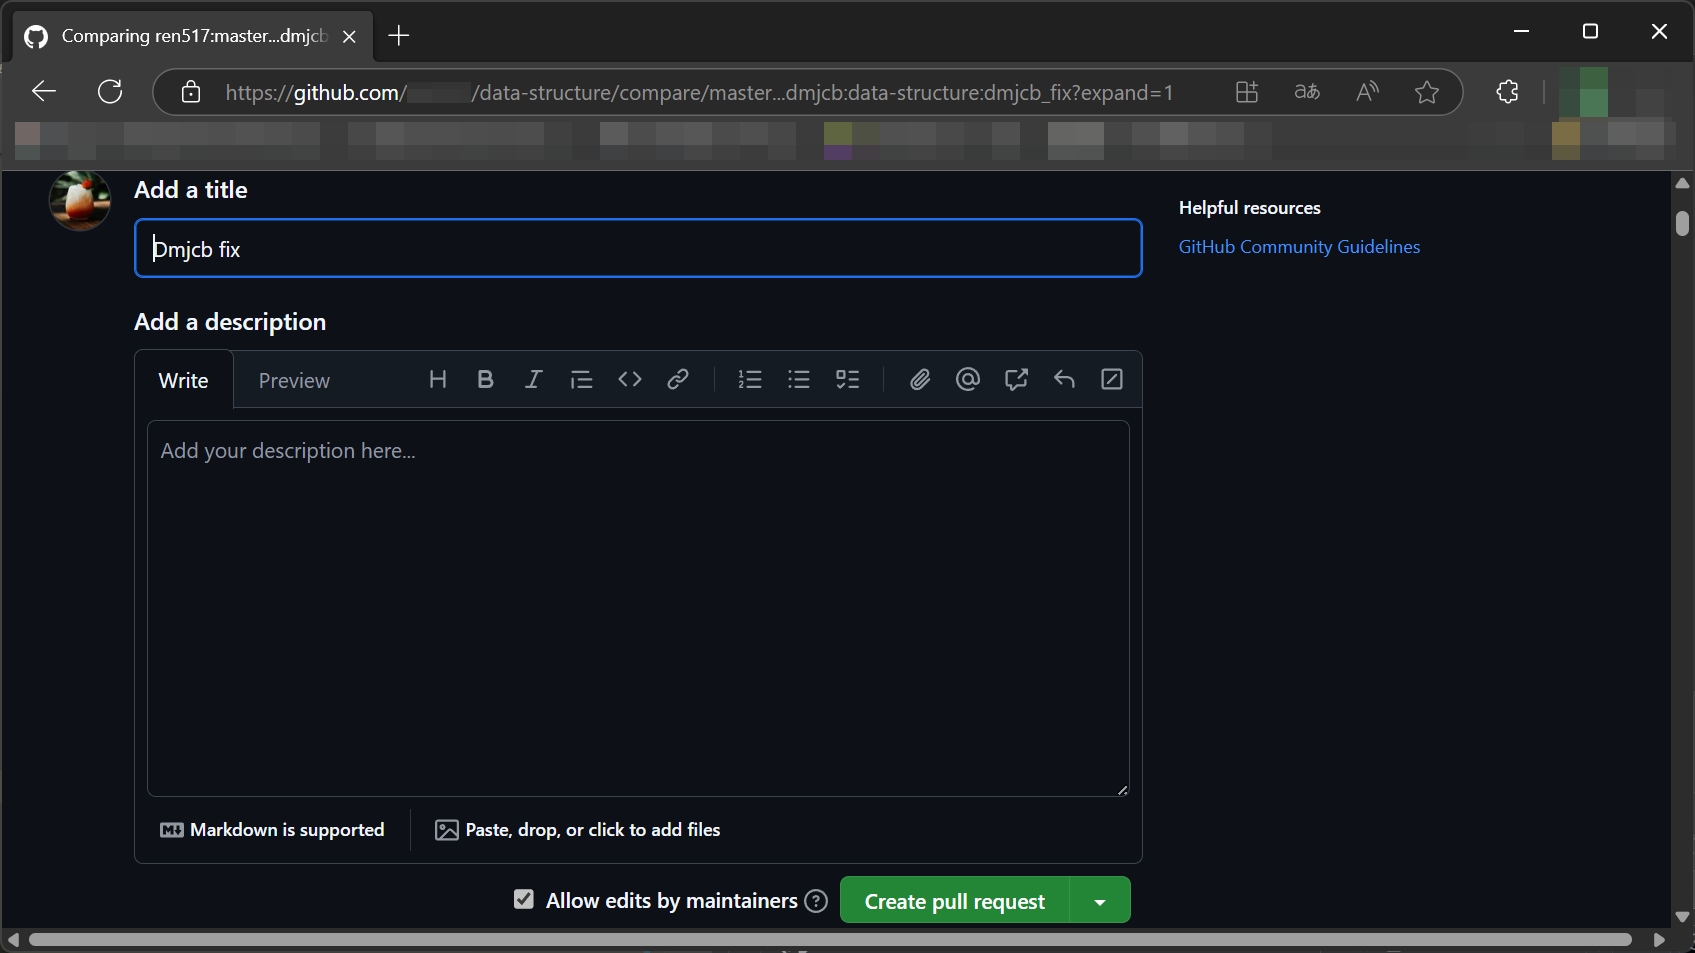 Comparing ren517:master...dmjcb
https://github.com/ /data-structure/compare/master...dmjcb:data-structure:dmjcb_fix?expand=1
Add a title
Dmjcb fix
Helpful resources
GitHub Community Guidelines
Add a description
Write
Preview
Add your description here...
Markdown is supported
Paste, drop, or click to add files
Allow edits by maintainers
Create pull request